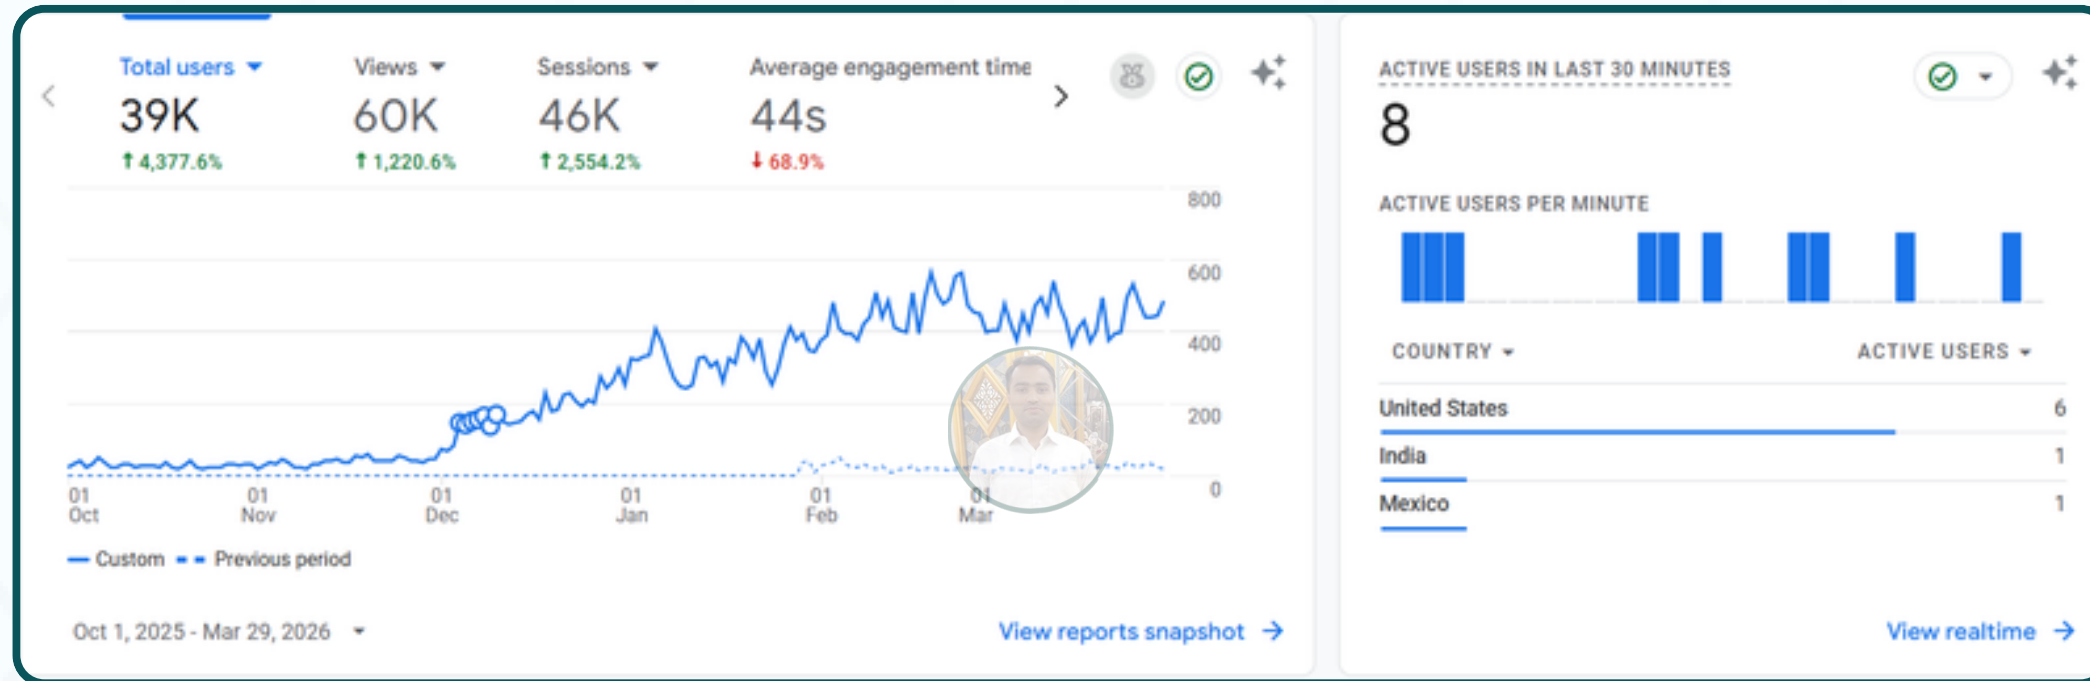 Total users
Views
Sessions
Average engagement time
39K
60K
46K
44s
↑ 4,377.6%
↑ 1,220.6%
↑ 2,554.2%
↓ 68.9%
800
600
400
200
0
01 Oct
01 Nov
01 Dec
01 Jan
01 Feb
01 Mar
Custom
Previous period
Oct 1, 2025 - Mar 29, 2026
View reports snapshot
ACTIVE USERS IN LAST 30 MINUTES
8
ACTIVE USERS PER MINUTE
COUNTRY
ACTIVE USERS
United States 6
India 1
Mexico 1
View realtime